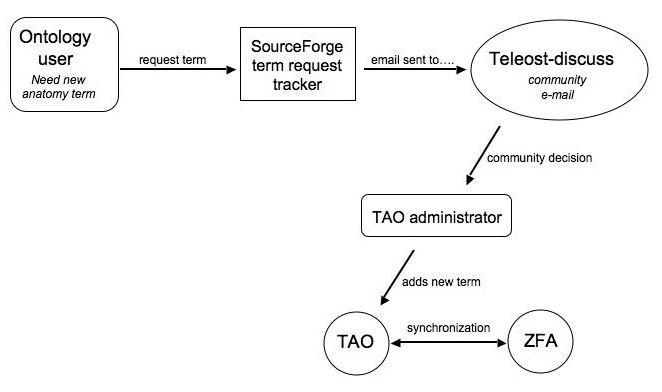 Ontology
user
Need new
anatomy term
request term
SourceForge
term request
tracker
email sent to....
Teleost-discuss
community
e-mail
community decision
TAO administrator
adds new term
TAO
synchronization
ZFA